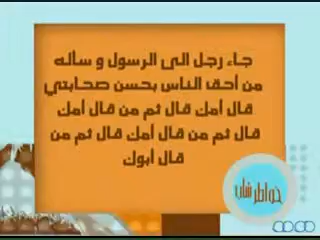 جاء رجل الى الرسول و سأله
من أحق الناس بحسن صحابتي
قال أمك قال ثم من قال أمك
قال ثم من قال أمك قال ثم من
قال أبوك
خواطر شاب